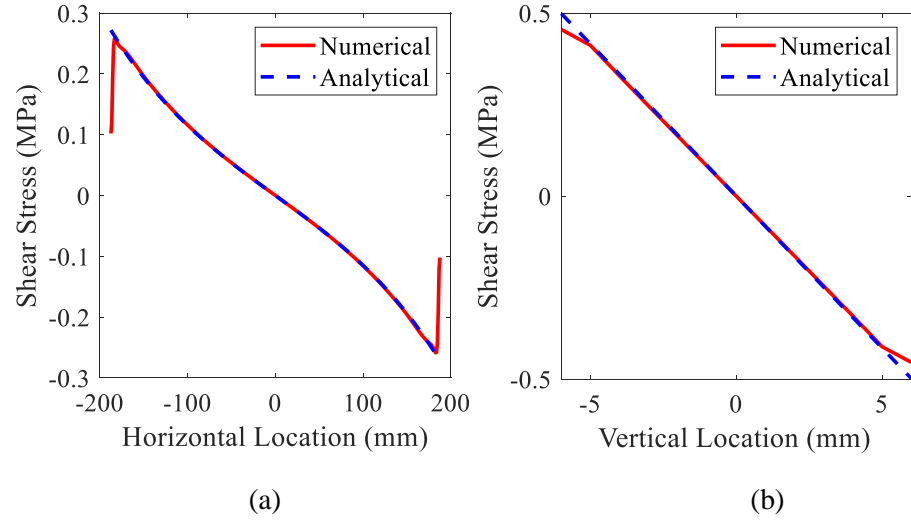 0.3
0.2
0.1
0
-0.1
-0.2
-0.3
Shear Stress (MPa)
Numerical
Analytical
-200
-100
0
100
200
Horizontal Location (mm)
(a)
0.5
0
-0.5
Shear Stress (MPa)
Numerical
Analytical
-5
0
5
Vertical Location (mm)
(b)